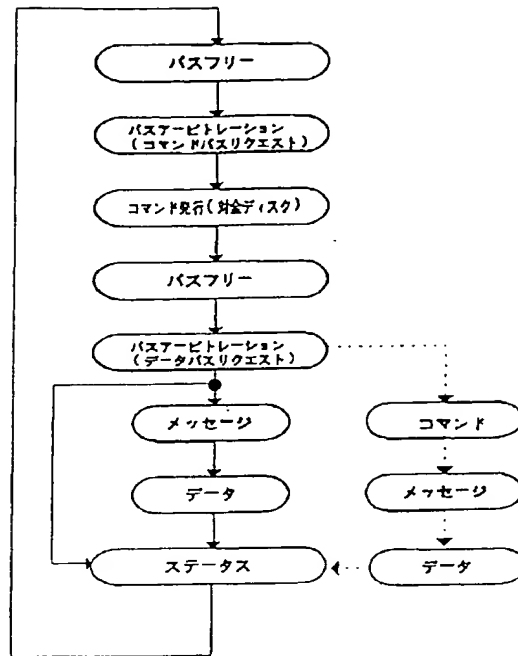 バスフリー
バスアービトレーション
(コマンドバスリクエスト)
コマンド発行(対全ディスク)
バスフリー
バスアービトレーション
(データバスリクエスト)
メッセージ
データ
ステータス
コマンド
メッセージ
データ